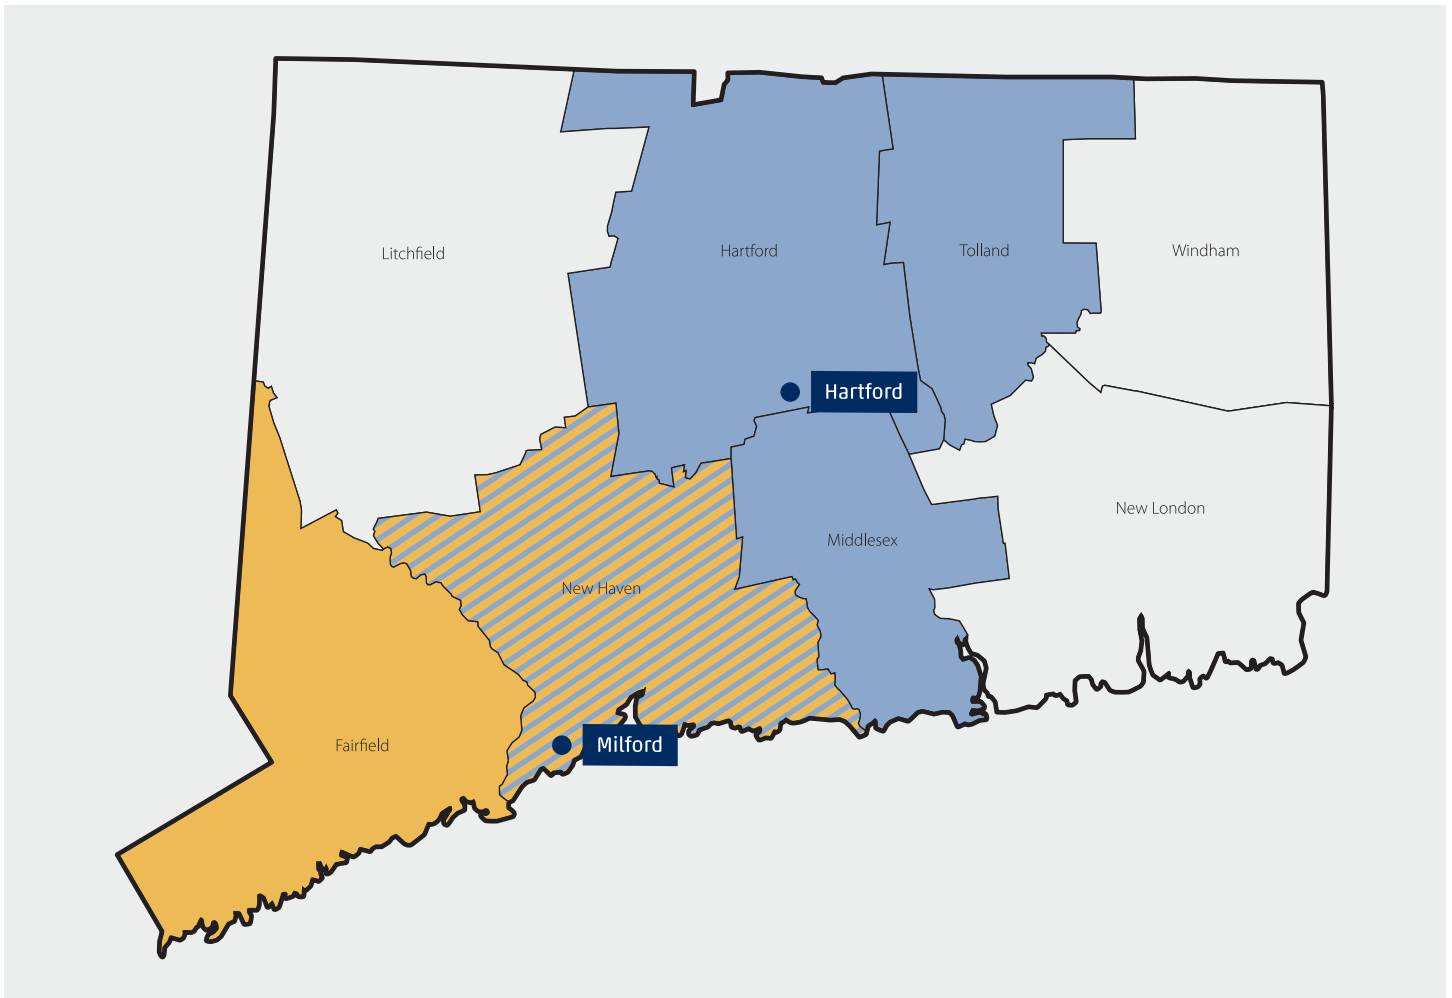 Litchfield
Hartford
Tolland
Windham
Hartford
New London
Middlesex
New Haven
Fairfield
Milford